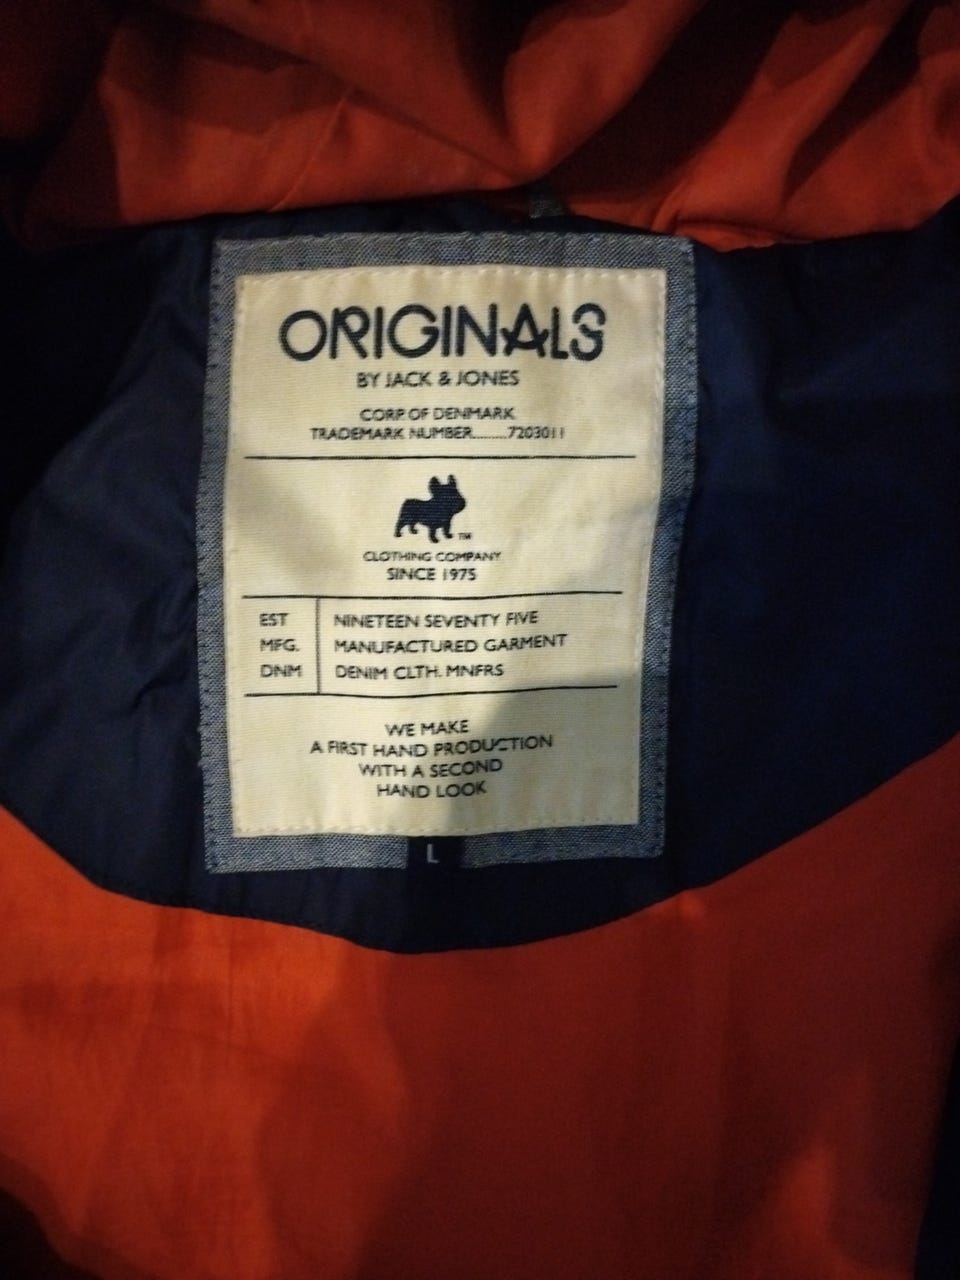 ORIGINALS
BY JACK & JONES
CORP. OF DENMARK
TRADEMARK NUMBER.........7203011
TM
CLOTHING COMPANY
SINCE 1975
EST NINETEEN SEVENTY FIVE
MFG. MANUFACTURED GARMENT
DNM DENIM CLTH. MNFRS
WE MAKE
A FIRST HAND PRODUCTION
WITH A SECOND
HAND LOOK
L